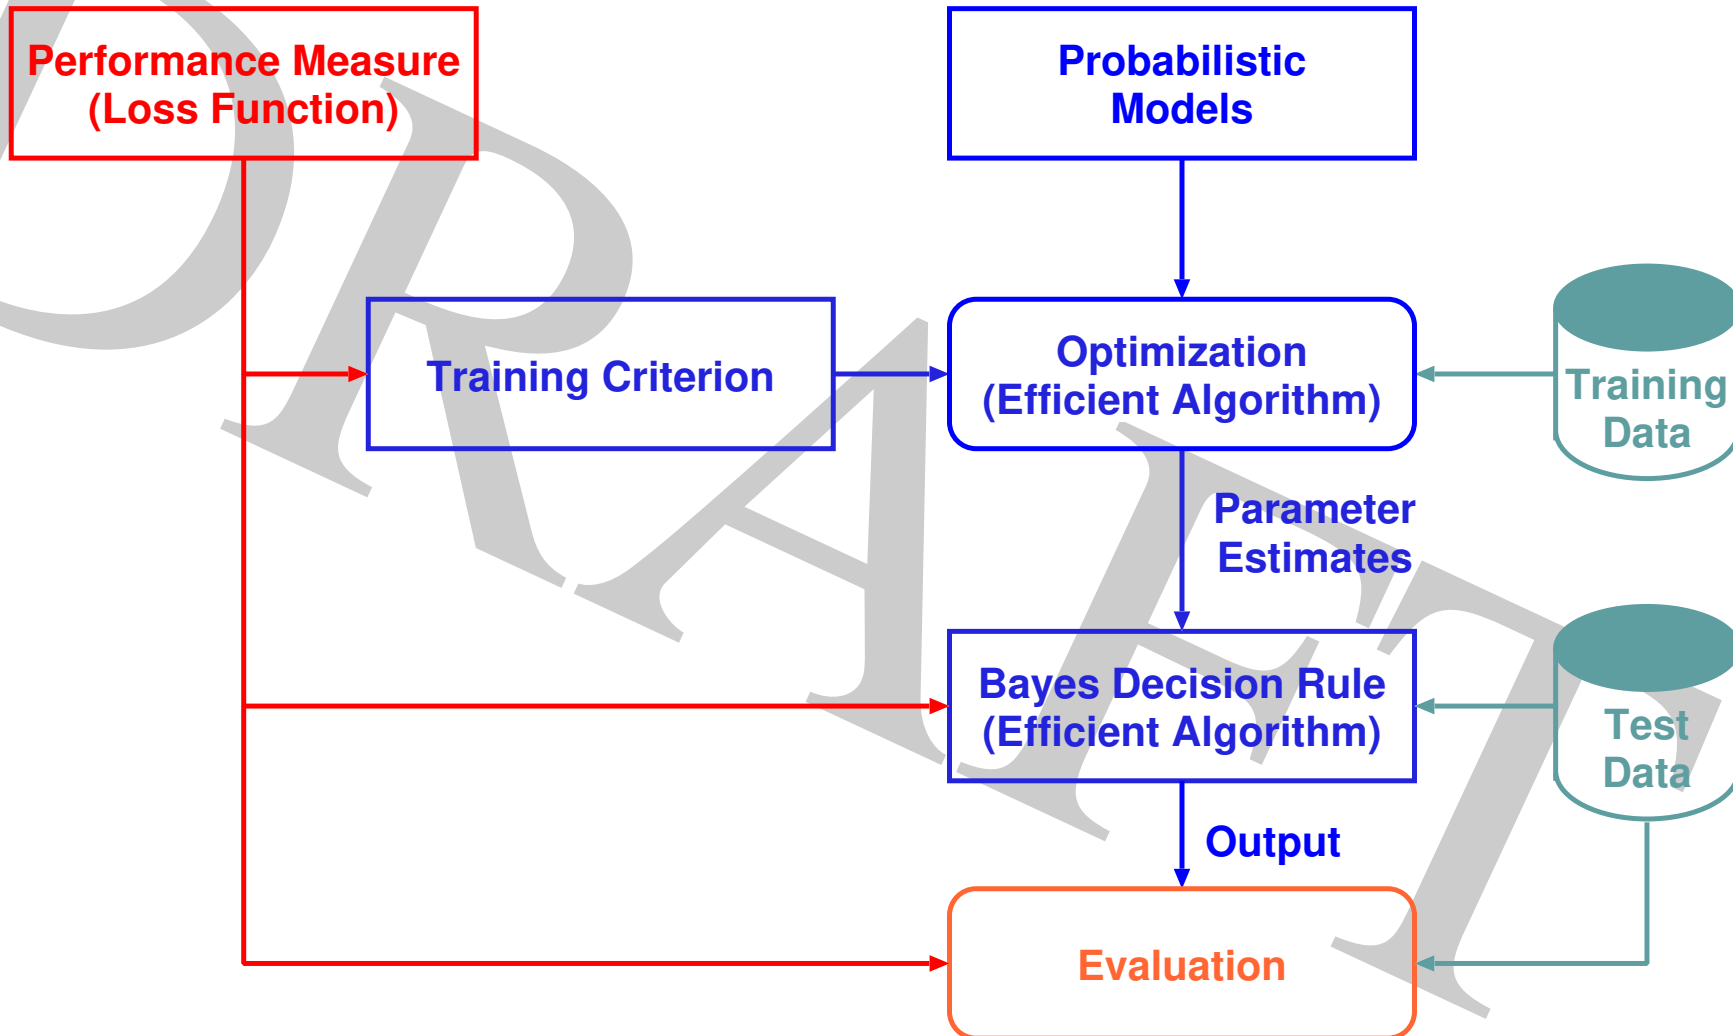 Performance Measure
(Loss Function)
Probabilistic
Models
Training Criterion
Optimization
(Efficient Algorithm)
Training
Data
Parameter
Estimates
Bayes Decision Rule
(Efficient Algorithm)
Test
Data
Output
Evaluation
DRAFT